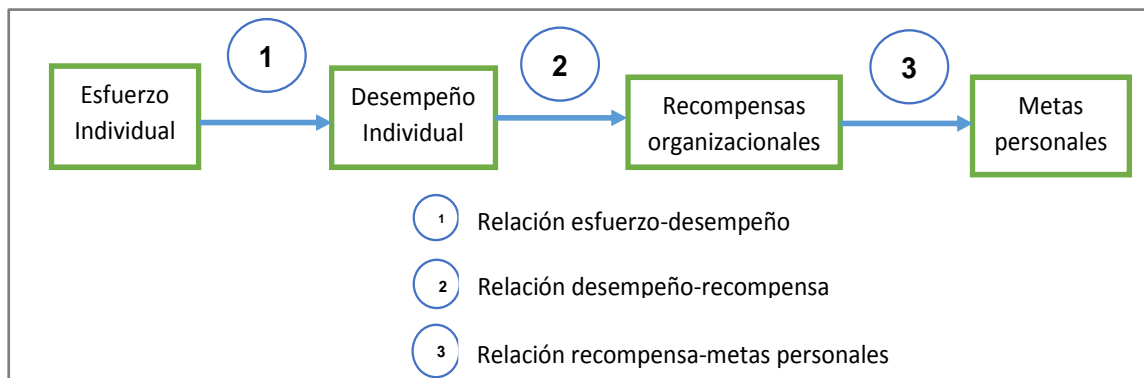 1
2
3
Esfuerzo
Individual
Desempeño
Individual
Recompensas
organizacionales
Metas
personales
1 Relación esfuerzo-desempeño
2 Relación desempeño-recompensa
3 Relación recompensa-metas personales